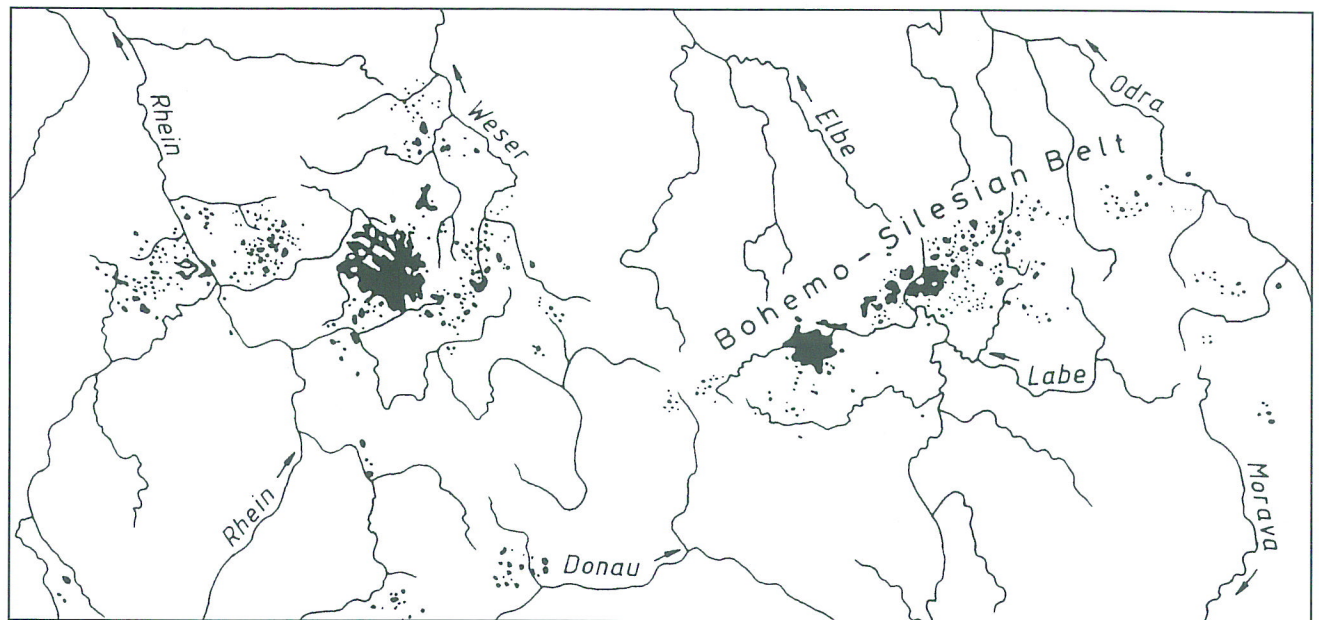 Rhein
Weser
Elbe
Odra
Bohemo-Silesian Belt
Labe
Rhein
Donau
Morava